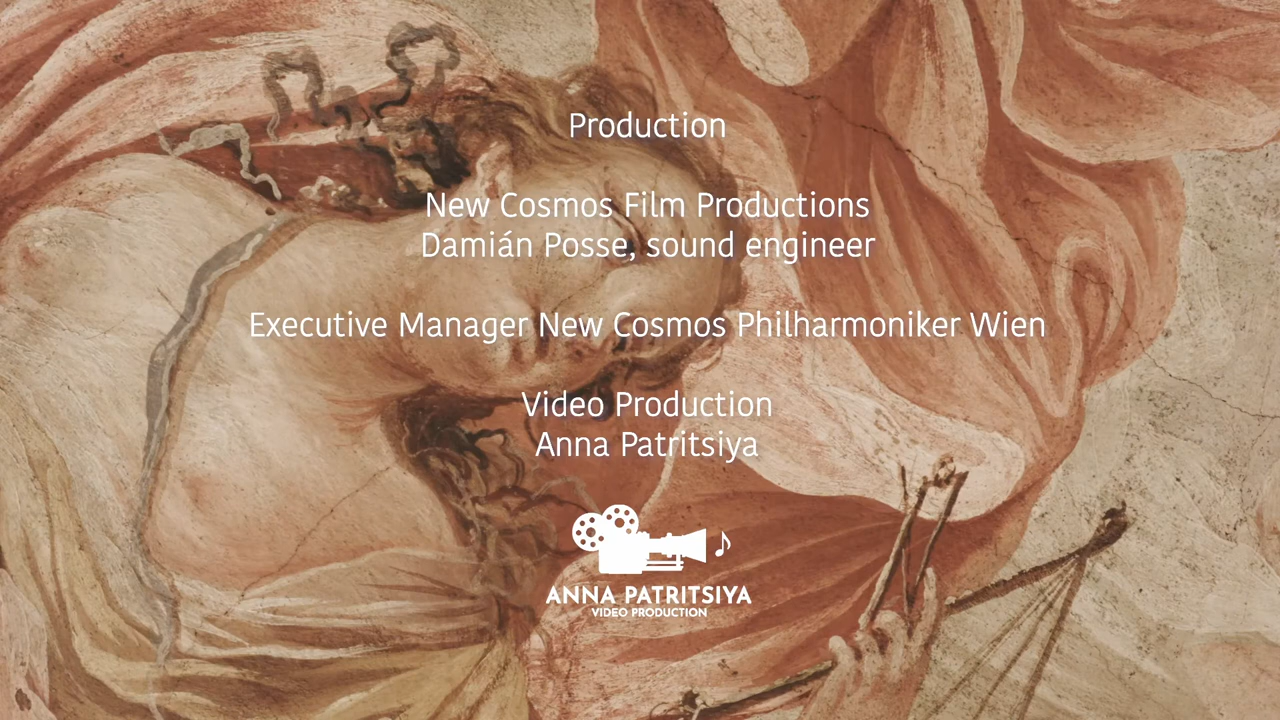 Production
New Cosmos Film Productions
Damián Posse, sound engineer
Executive Manager New Cosmos Philharmoniker Wien
Video Production
Anna Patritsiya
ANNA PATRITSIYA
VIDEO PRODUCTION